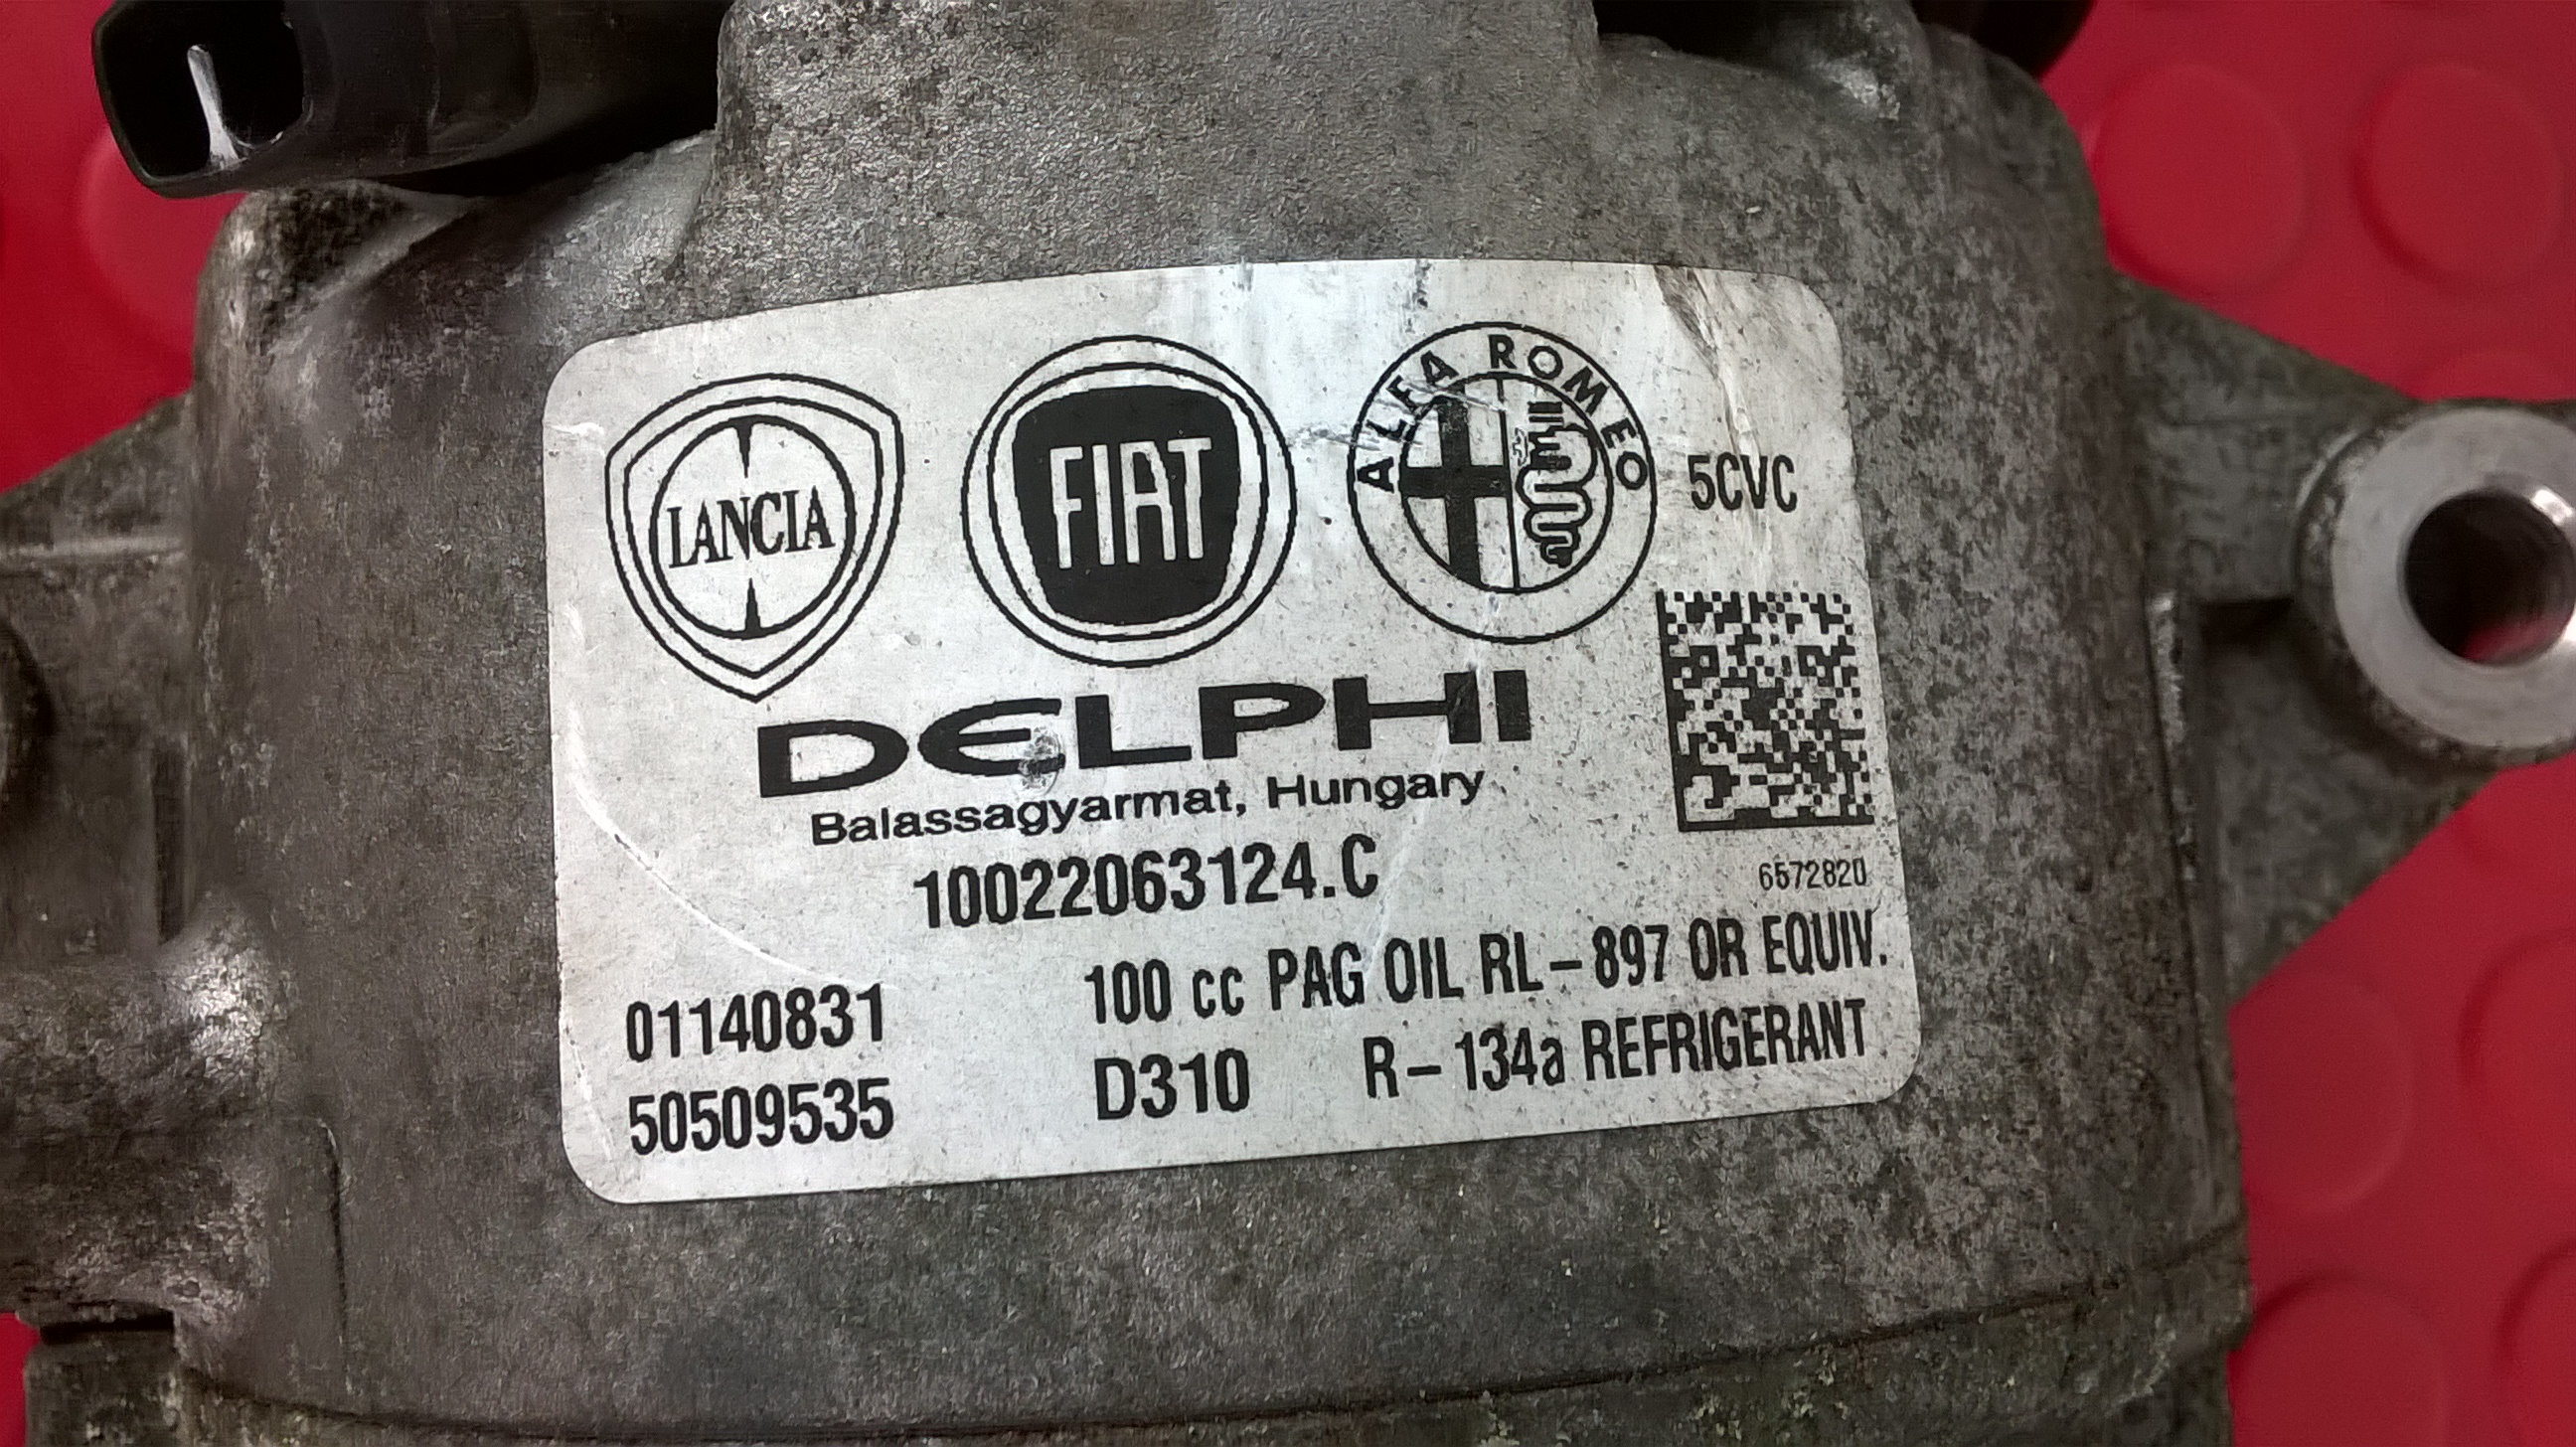 LANCIA
FIAT
ALFA ROMEO
5CVC
DELPHI
Balassagyarmat, Hungary
10022063124.C
6572820
01140831
100 cc PAG OIL RL-897 OR EQUIV.
50509535
D310
R-134a REFRIGERANT